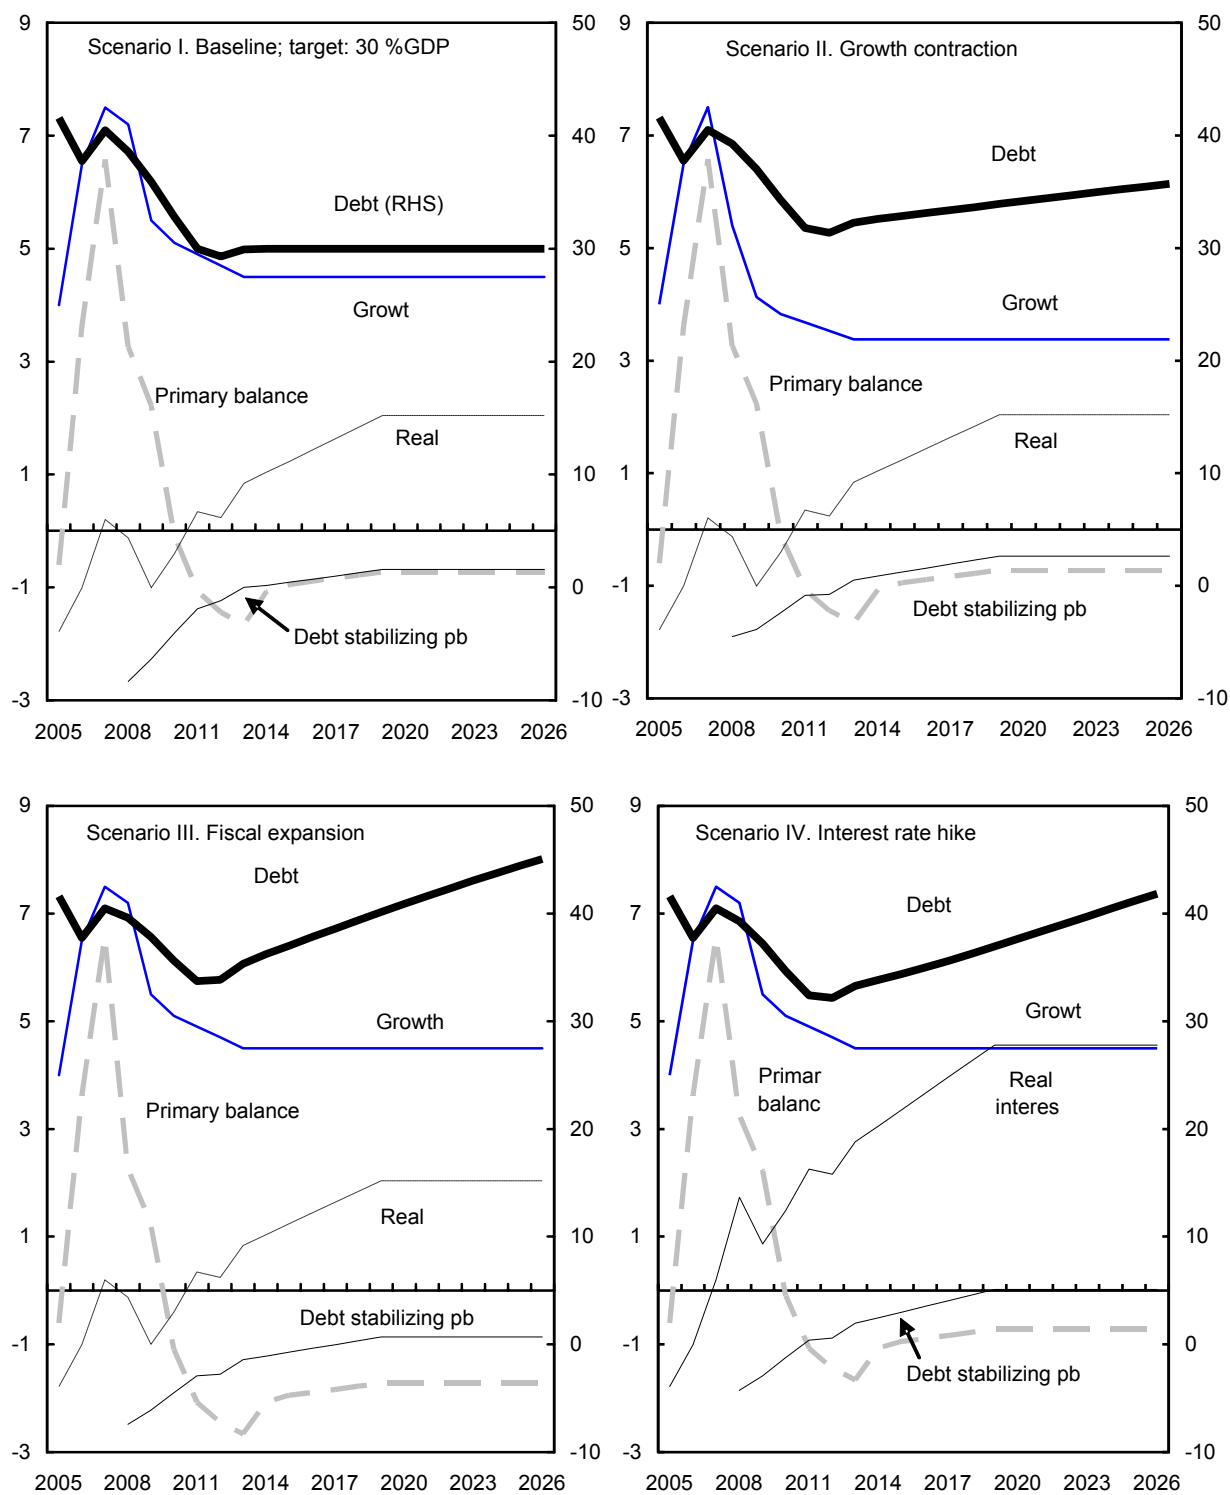 9
50
9
50
Scenario I. Baseline; target: 30 %GDP
Scenario II. Growth contraction
7
40
7
40
Debt
Debt (RHS)
5
30
5
30
Growt
Growt
3
20
3
20
Primary balance
Primary balance
Real
Real
1
10
1
10
-1
0
-1
0
Debt stabilizing pb
Debt stabilizing pb
-3
-10
-3
-10
2005 2008 2011 2014 2017 2020 2023 2026
2005 2008 2011 2014 2017 2020 2023 2026
9
50
9
50
Scenario III. Fiscal expansion
Scenario IV. Interest rate hike
Debt
Debt
7
40
7
40
Growth
Growt
5
30
5
30
Primary balance
Primar
balanc
Real
interes
3
20
3
20
Real
1
10
1
10
Debt stabilizing pb
-1
0
-1
0
Debt stabilizing pb
-3
-10
-3
-10
2005 2008 2011 2014 2017 2020 2023 2026
2005 2008 2011 2014 2017 2020 2023 2026